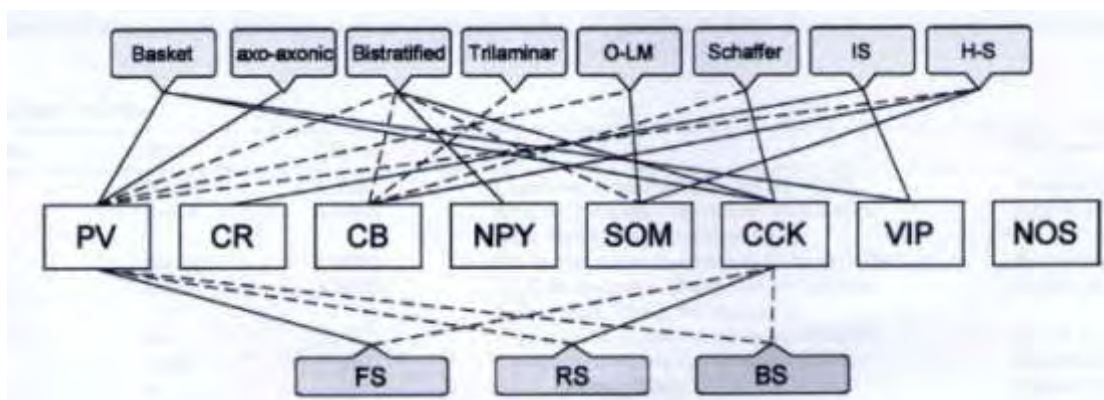 Basket axo-axonic Bistratified Trilaminar O-LM Schaffer IS H-S
PV CR CB NPY SOM CCK VIP NOS
FS RS BS